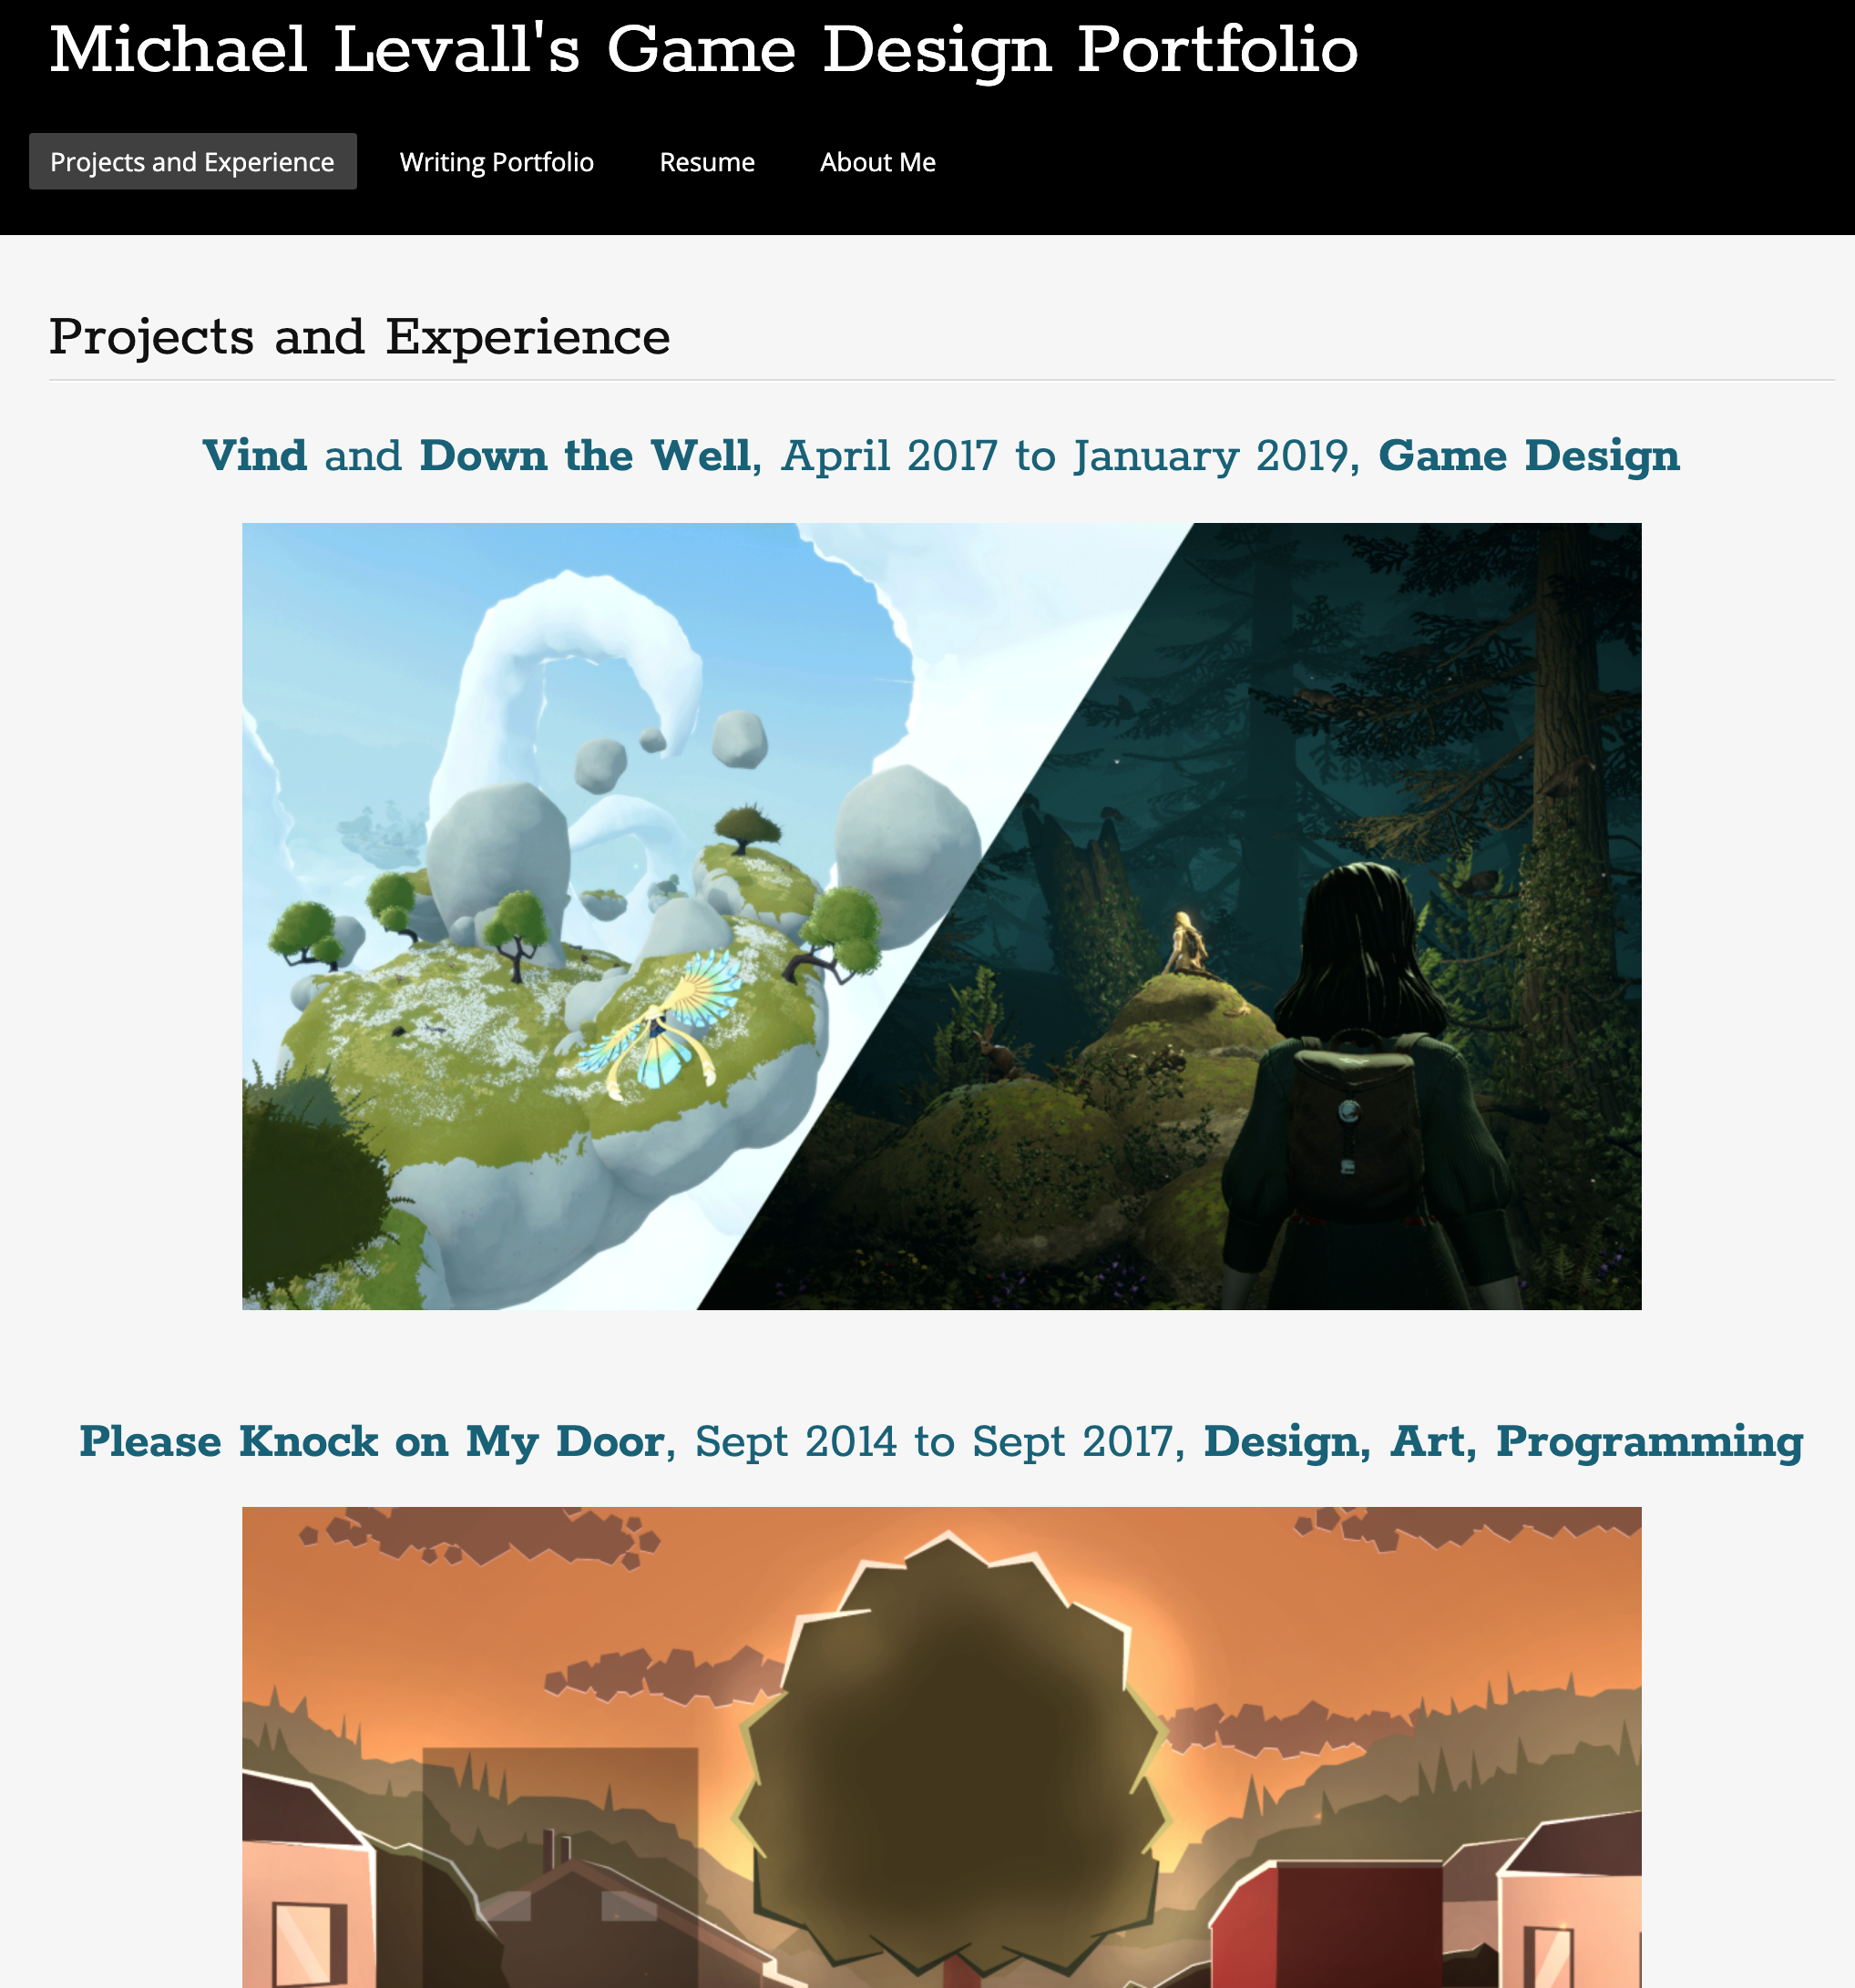 Michael Levall's Game Design Portfolio
Projects and Experience
Writing Portfolio
Resume
About Me
Projects and Experience
Vind and Down the Well, April 2017 to January 2019, Game Design
Please Knock on My Door, Sept 2014 to Sept 2017, Design, Art, Programming